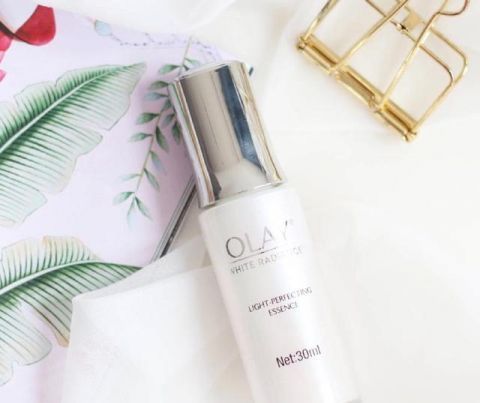 OLAY®
WHITE RADIANCE
LIGHT-PERFECTING
ESSENCE
Net:30ml